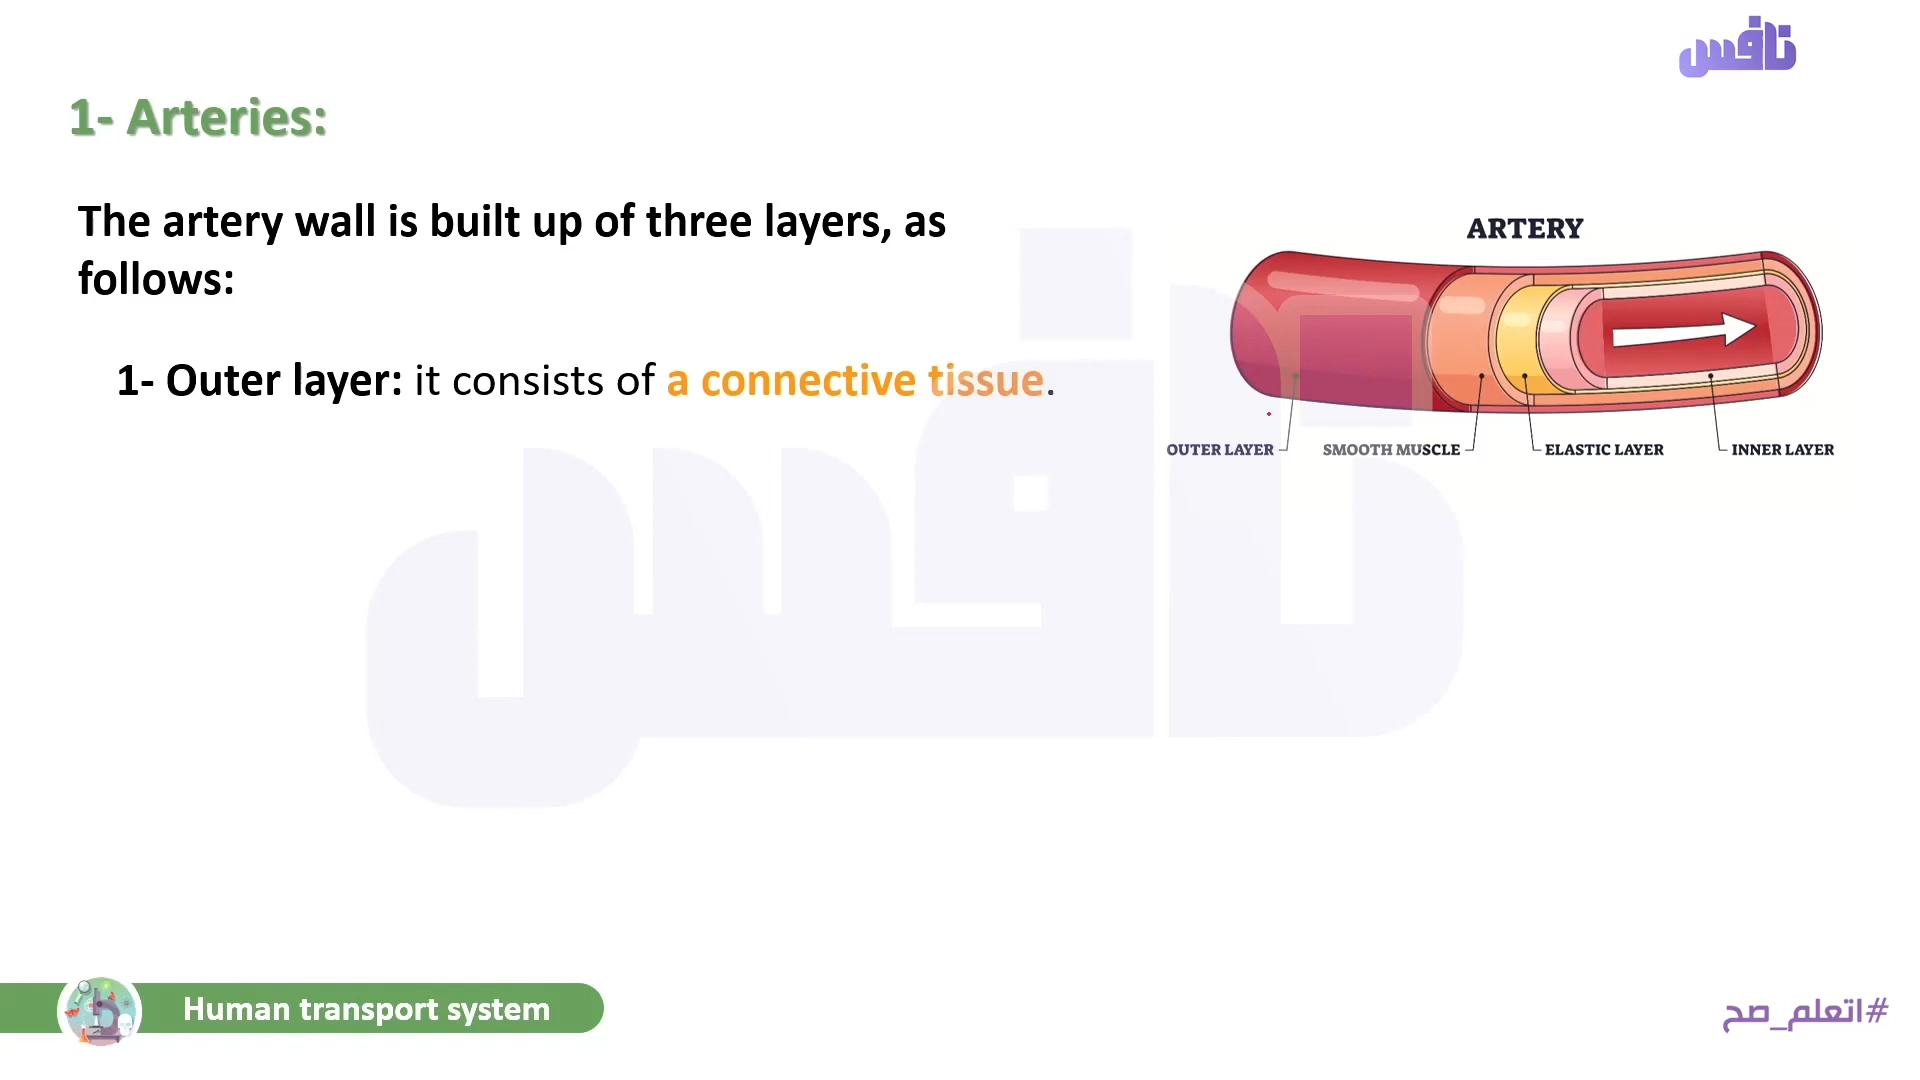 نافس
1- Arteries:
The artery wall is built up of three layers, as
follows:
1- Outer layer: it consists of a connective tissue.
ARTERY
OUTER LAYER
SMOOTH MUSCLE
ELASTIC LAYER
INNER LAYER
نافس
Human transport system
#اتعلم_صح